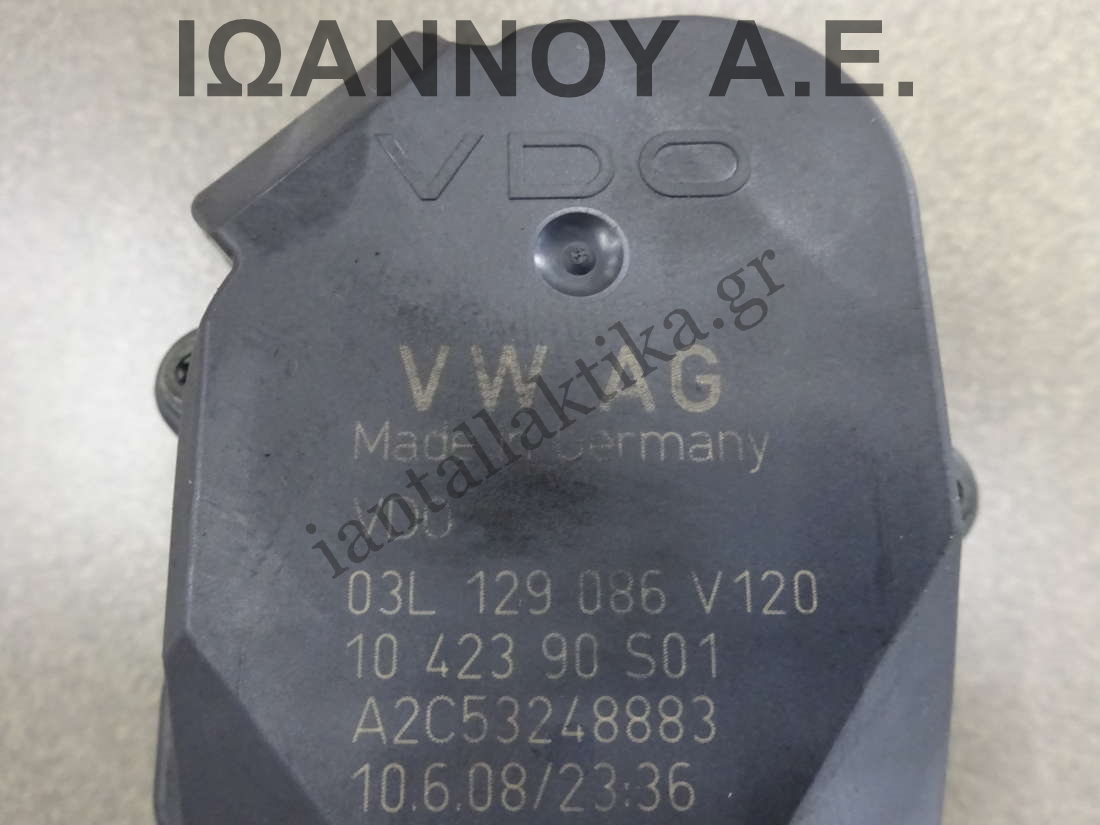 ΙΩΑΝΝΟΥ Α.Ε.
VDO
VW AG
Made in Germany
VDO
03L 129 086 V120
10 423 90 S01
A2C53248883
10.6.08/23:36
iantallaktika.gr